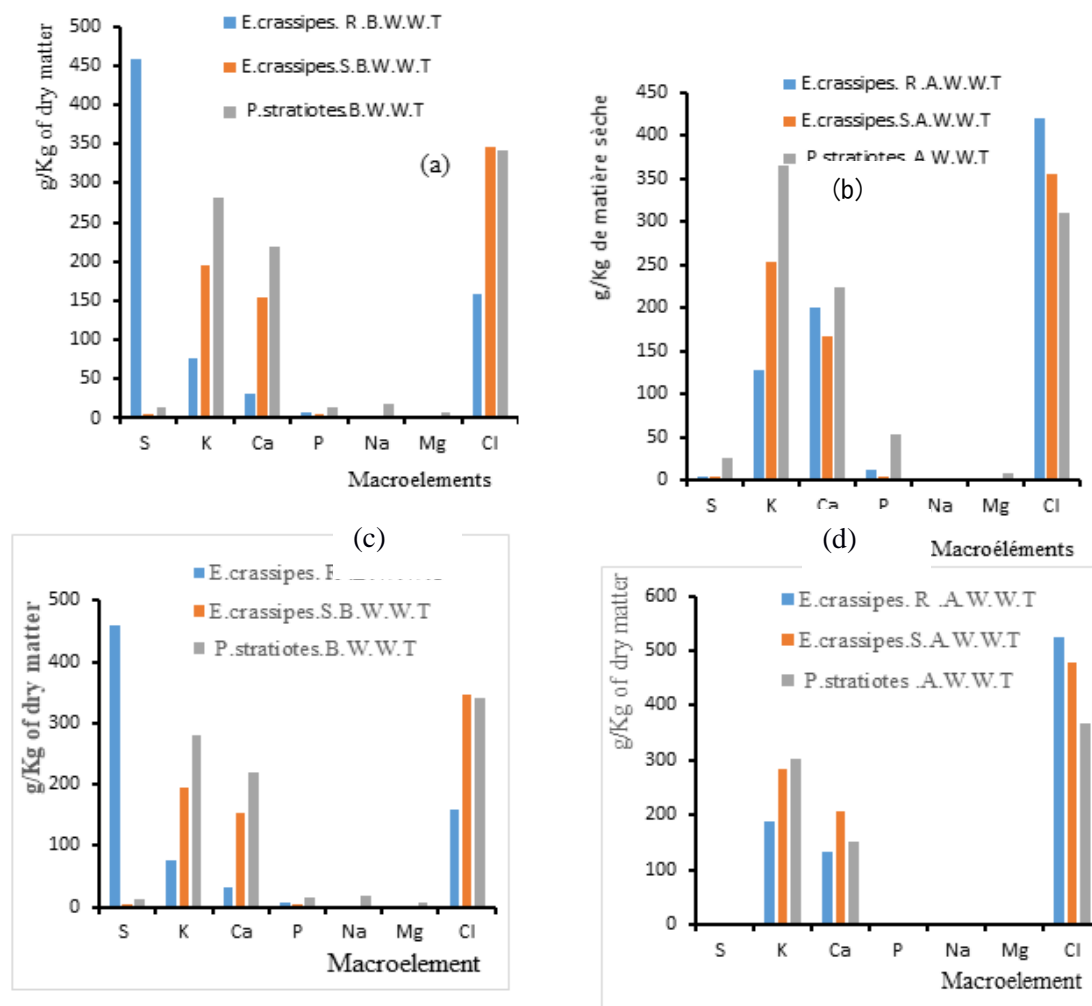 g/Kg of dry matter
500
450
400
350
300
250
200
150
100
50
0
E.crassipes. R .B.W.W.T
E.crassipes.S.B.W.W.T
P.stratiotes.B.W.W.T
(a)
S K Ca P Na Mg Cl
Macroelements
g/Kg de matière sèche
450
400
350
300
250
200
150
100
50
0
E.crassipes. R .A.W.W.T
E.crassipes.S.A.W.W.T
P.stratiotes. A.W.W.T
(b)
S K Ca P Na Mg Cl
Macroéléments
(c)
g/Kg of dry matter
500
400
300
200
100
0
E.crassipes.
E.crassipes.S.B.W.W.T
P.stratiotes.B.W.W.T
S K Ca P Na Mg Cl
Macroelement
(d)
g/Kg of dry matter
600
500
400
300
200
100
0
E.crassipes. R .A.W.W.T
E.crassipes.S.A.W.W.T
P.stratiotes .A.W.W.T
S K Ca P Na Mg Cl
Macroelement